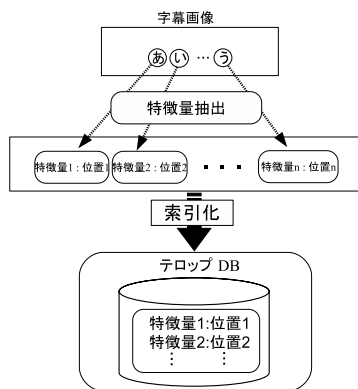 字幕画像
あ い … う
特徴量抽出
特徴量1 : 位置1 特徴量2 : 位置2 ・・・ 特徴量n : 位置n
索引化
テロップ DB
特徴量1:位置1
特徴量2:位置2
⋮ ⋮